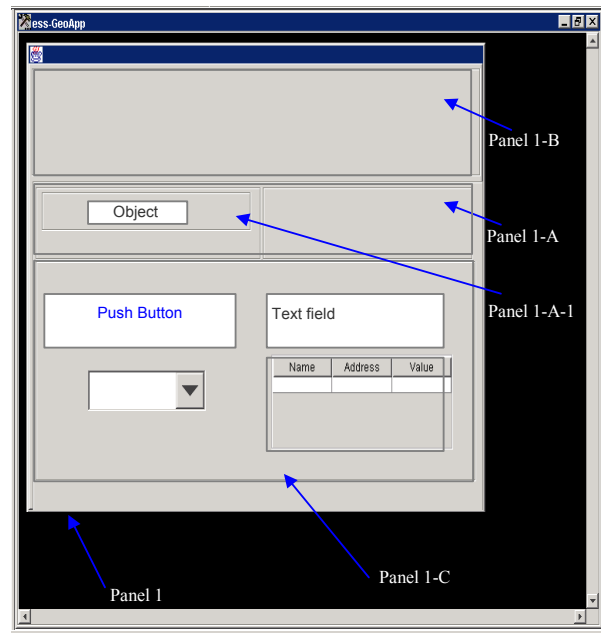 ess-GeoApp
Panel 1-B
Object
Panel 1-A
Push Button
Text field
Panel 1-A-1
Name Address Value
Panel 1-C
Panel 1